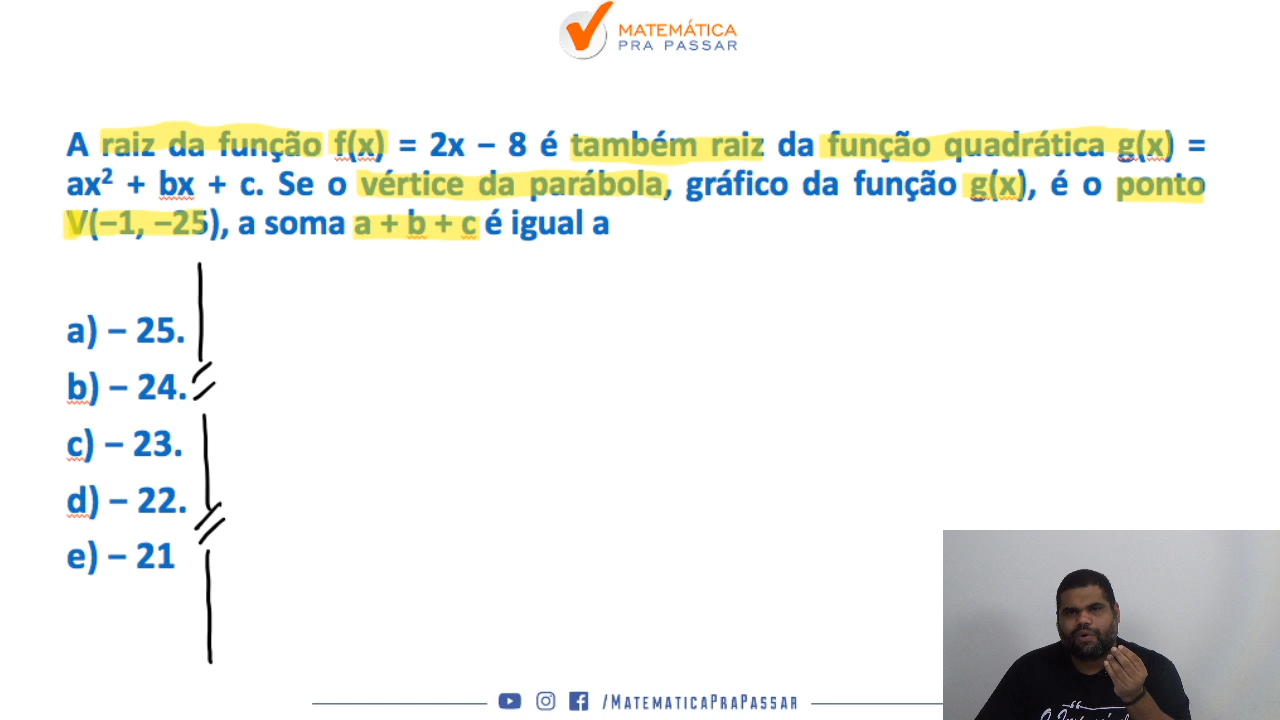 MATEMÁTICA
PRA PASSAR
A raiz da função f(x) = 2x – 8 é também raiz da função quadrática g(x) =
ax² + bx + c. Se o vértice da parábola, gráfico da função g(x), é o ponto
V(–1, –25), a soma a + b + c é igual a
a) – 25.
b) – 24.
c) – 23.
d) – 22.
e) – 21
/MATEMATICAPRAPASSAR